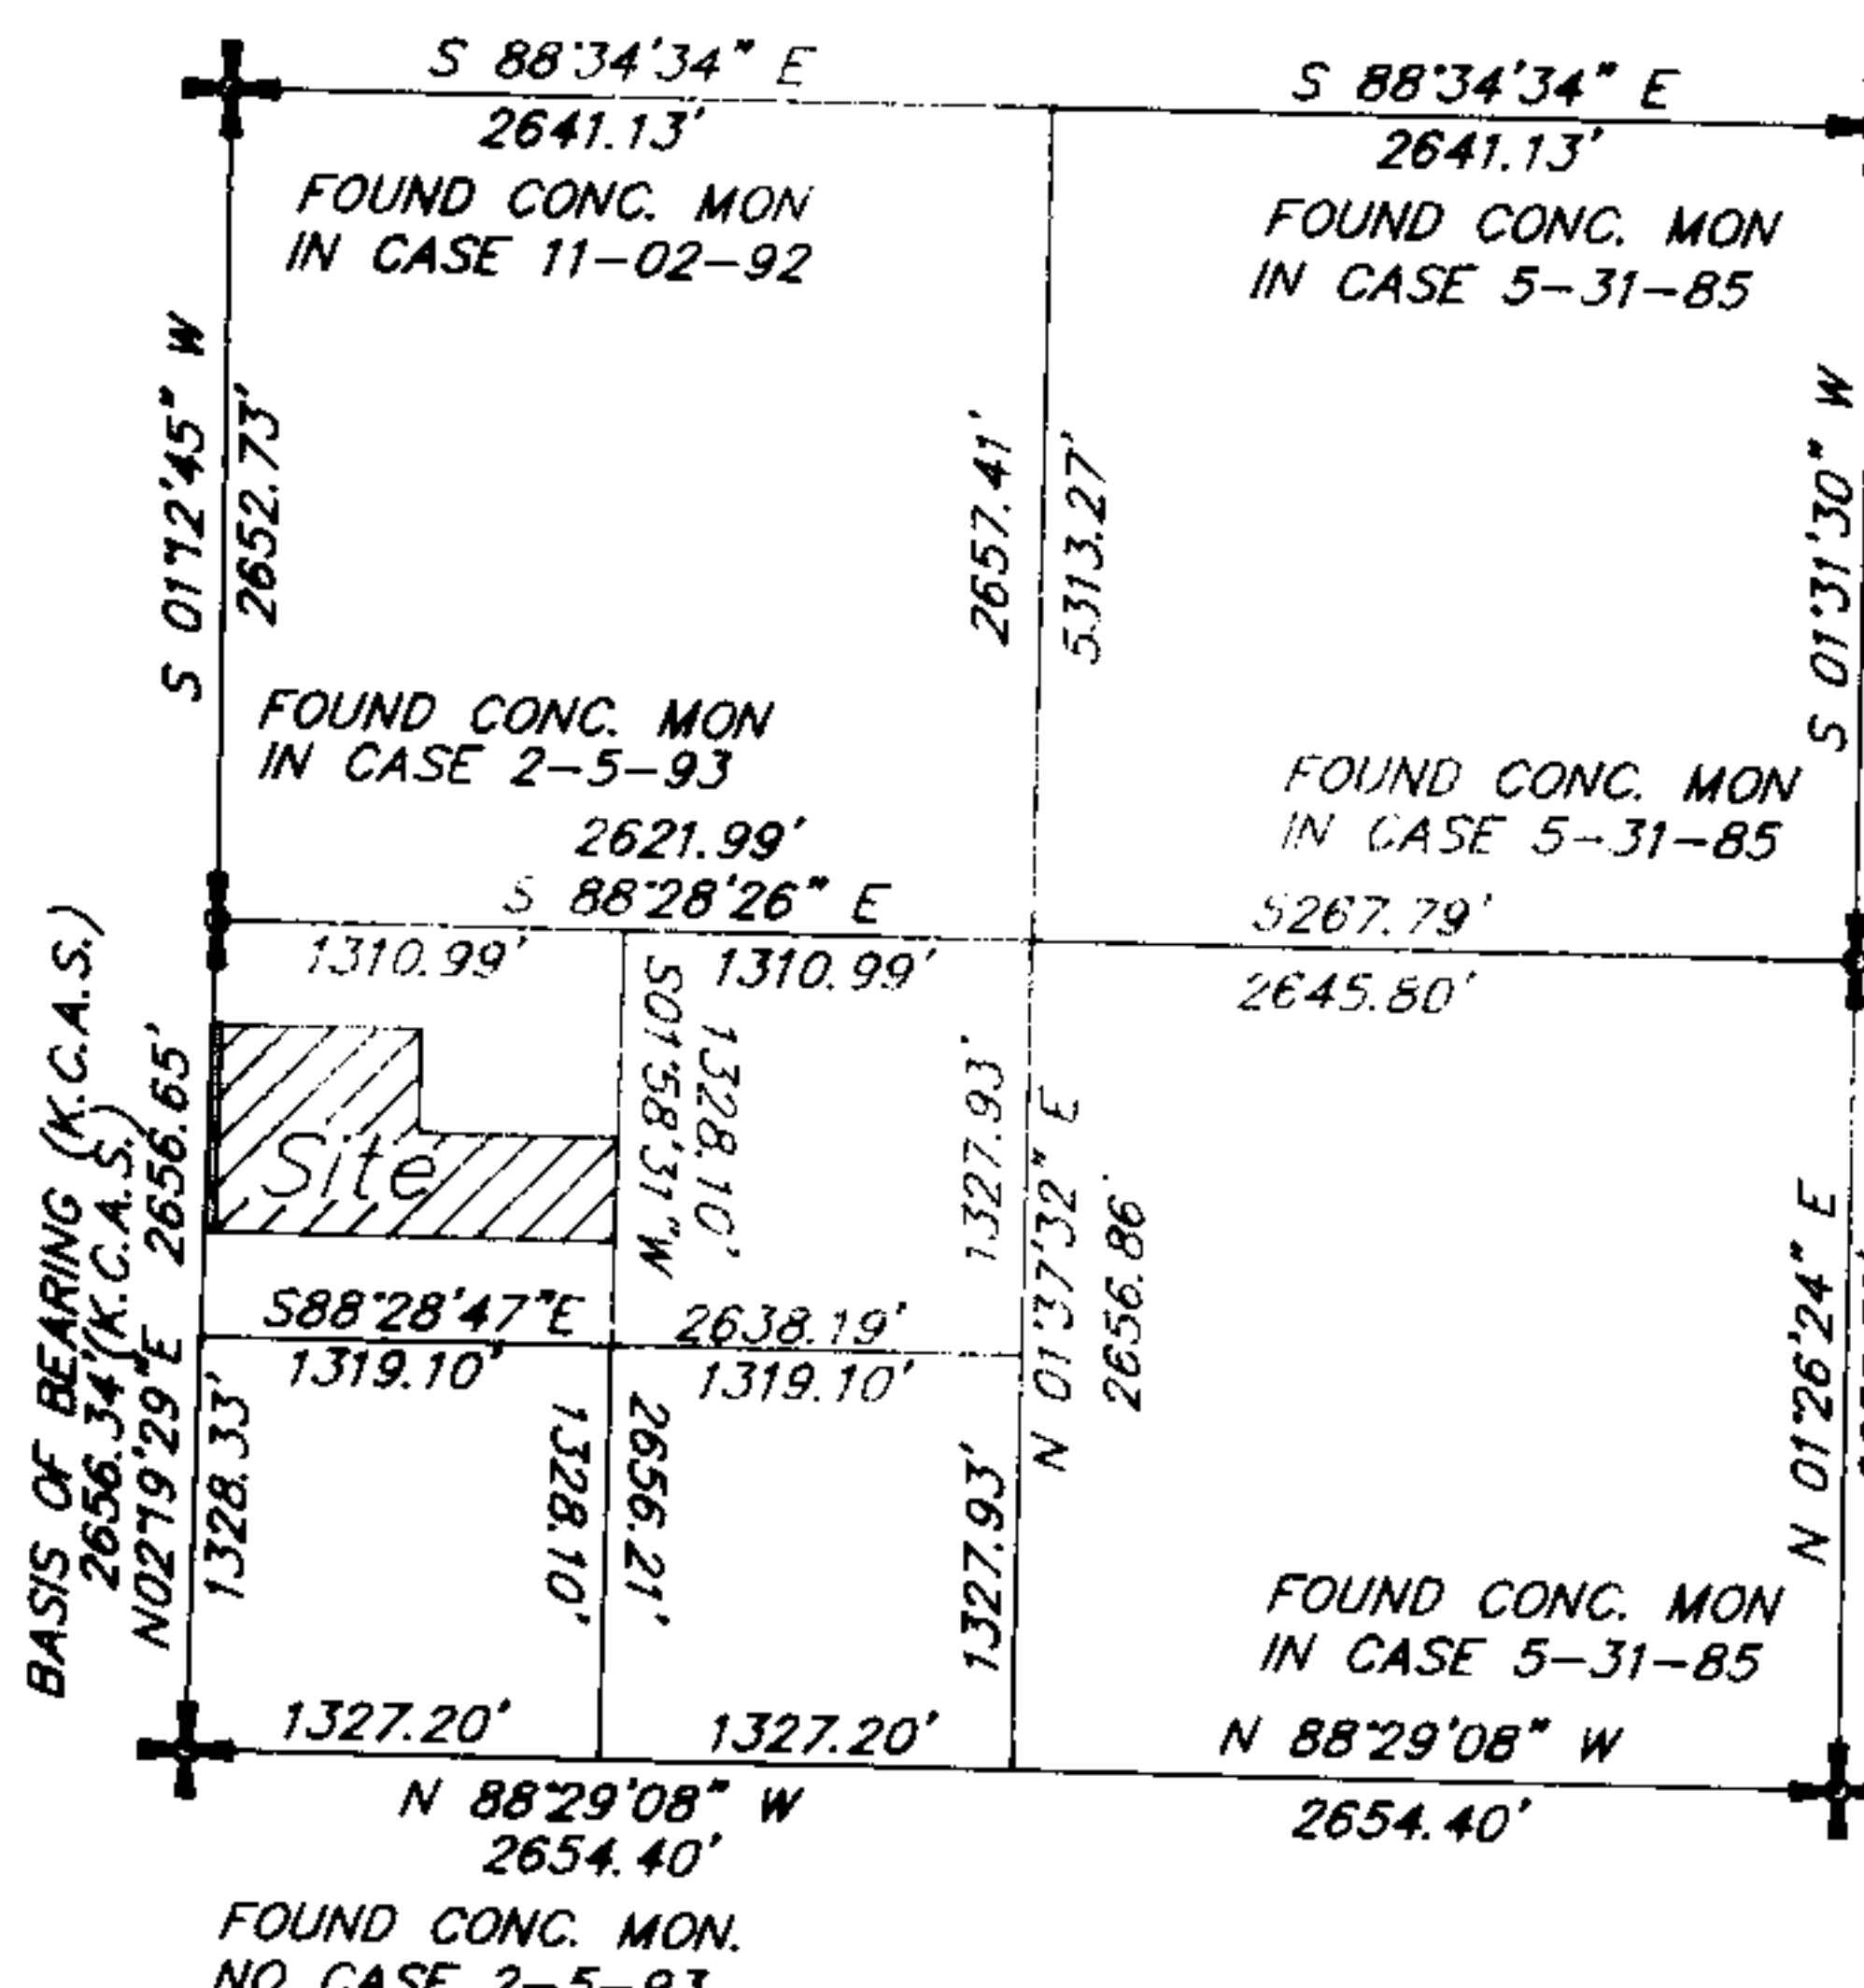 S 88°34'34" E
2641.13'
S 88°34'34" E
2641.13'
FOUND CONC. MON
IN CASE 11-02-92
FOUND CONC. MON
IN CASE 5-31-85
S 01°12'45" W
2652.73'
2657.41'
5313.27'
S 01°31'30" W
FOUND CONC. MON
IN CASE 2-5-93
FOUND CONC. MON
IN CASE 5-31-85
2621.99'
S 88°28'26" E
5267.79'
1310.99'
1310.99'
2645.80'
BASIS OF BEARING (K.C.A.S.)
2656.34' (K.C.A.S.)
N02°19'29"E 2656.65'
Site
S01°58'31"W
1328.10'
1327.93'
N 01°37'32" E
2656.86'
N 01°26'24" E
S88°28'47"E
2638.19'
1319.10'
1319.10'
1328.33'
1328.10'
2656.21'
1327.93'
FOUND CONC. MON
IN CASE 5-31-85
1327.20'
1327.20'
N 88°29'08" W
N 88°29'08" W
2654.40'
2654.40'
FOUND CONC. MON.
NO CASE 2-5-93